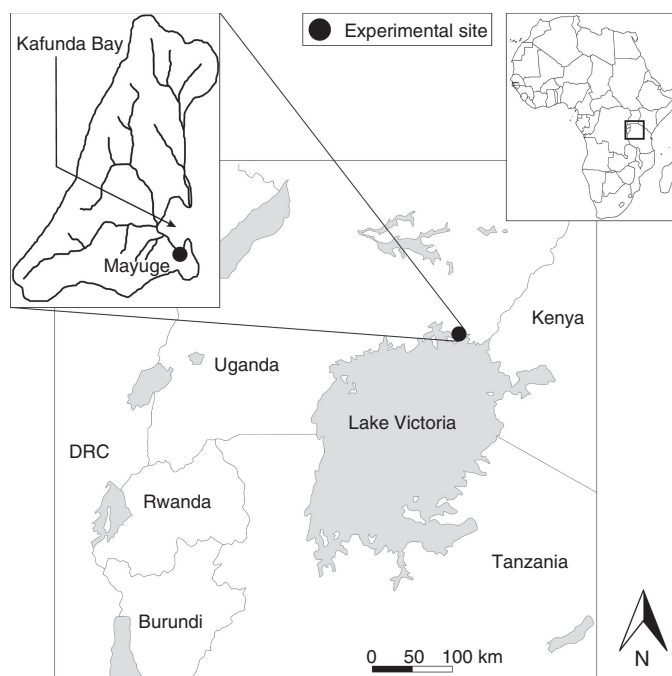 Kafunda Bay
Experimental site
Mayuge
Kenya
Uganda
Lake Victoria
DRC
Rwanda
Tanzania
Burundi
0 50 100 km
N